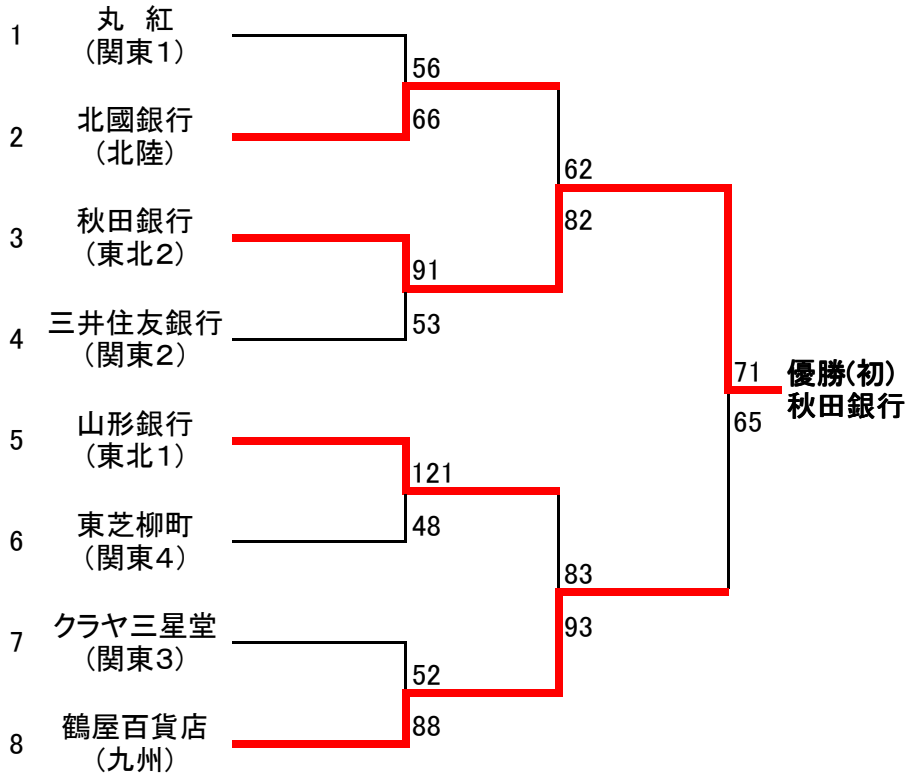 1
丸 紅
(関東1)
56
66
2
北國銀行
(北陸)
62
82
3
秋田銀行
(東北2)
91
53
4
三井住友銀行
(関東2)
71
65
優勝(初)
秋田銀行
5
山形銀行
(東北1)
121
48
6
東芝柳町
(関東4)
83
93
7
クラヤ三星堂
(関東3)
52
88
8
鶴屋百貨店
(九州)